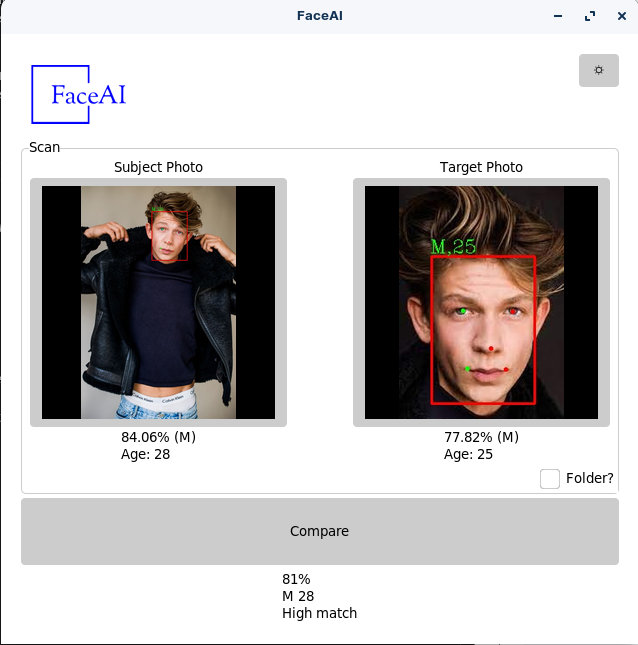 FaceAI
FaceAI
Scan
Subject Photo
Target Photo
M,25
84.06% (M)
Age: 28
77.82% (M)
Age: 25
Folder?
Compare
81%
M 28
High match